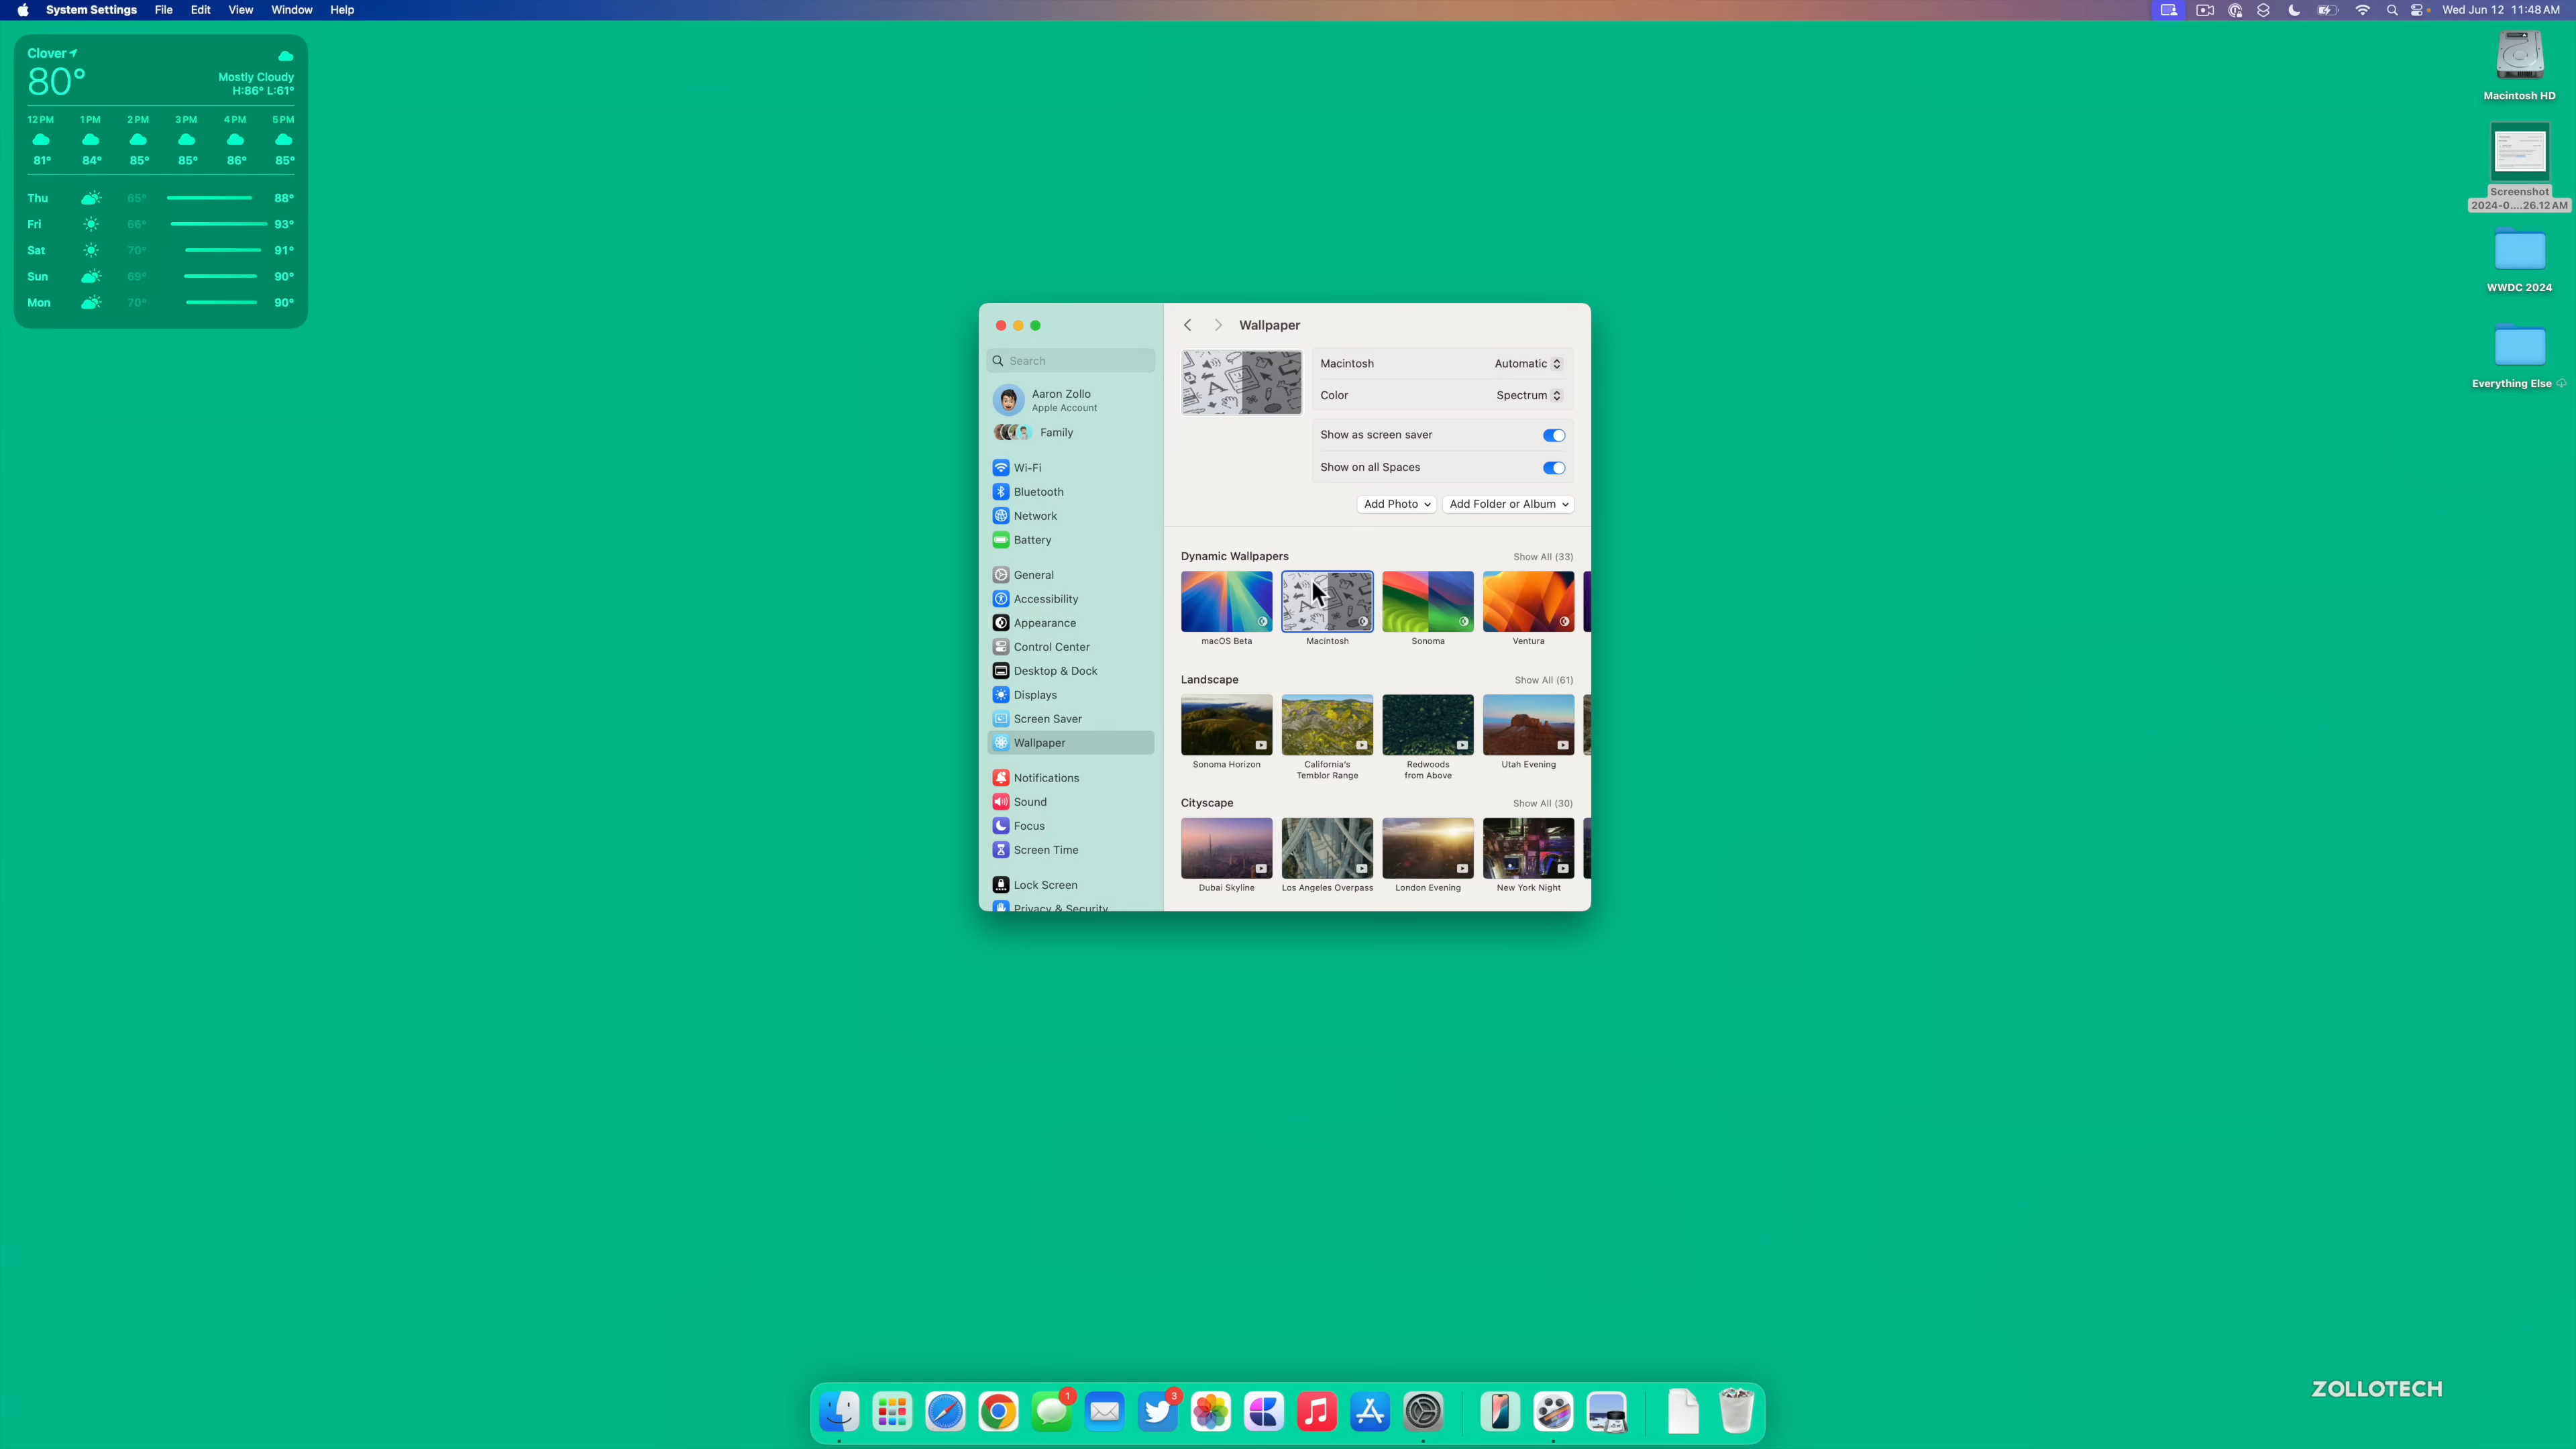 System Settings File Edit View Window Help
Wed Jun 12 11:48 AM
Clover
80°
Mostly Cloudy
H:86° L:61°
12 PM 1 PM 2 PM 3 PM 4 PM 5 PM
81° 84° 85° 85° 86° 85°
Thu 65° 88°
Fri 66° 93°
Sat 70° 91°
Sun 69° 90°
Mon 70° 90°
Macintosh HD
Screenshot
2024-0....26.12 AM
WWDC 2024
Everything Else
Search
Aaron Zollo
Apple Account
Family
Wi-Fi
Bluetooth
Network
Battery
General
Accessibility
Appearance
Control Center
Desktop & Dock
Displays
Screen Saver
Wallpaper
Notifications
Sound
Focus
Screen Time
Lock Screen
Privacy & Security
Wallpaper
Macintosh Automatic
Color Spectrum
Show as screen saver
Show on all Spaces
Add Photo Add Folder or Album
Dynamic Wallpapers Show All (33)
macOS Beta Macintosh Sonoma Ventura
Landscape Show All (61)
Sonoma Horizon California's Redwoods Utah Evening
Temblor Range from Above
Cityscape Show All (30)
Dubai Skyline Los Angeles Overpass London Evening New York Night
1 3
ZOLLOTECH